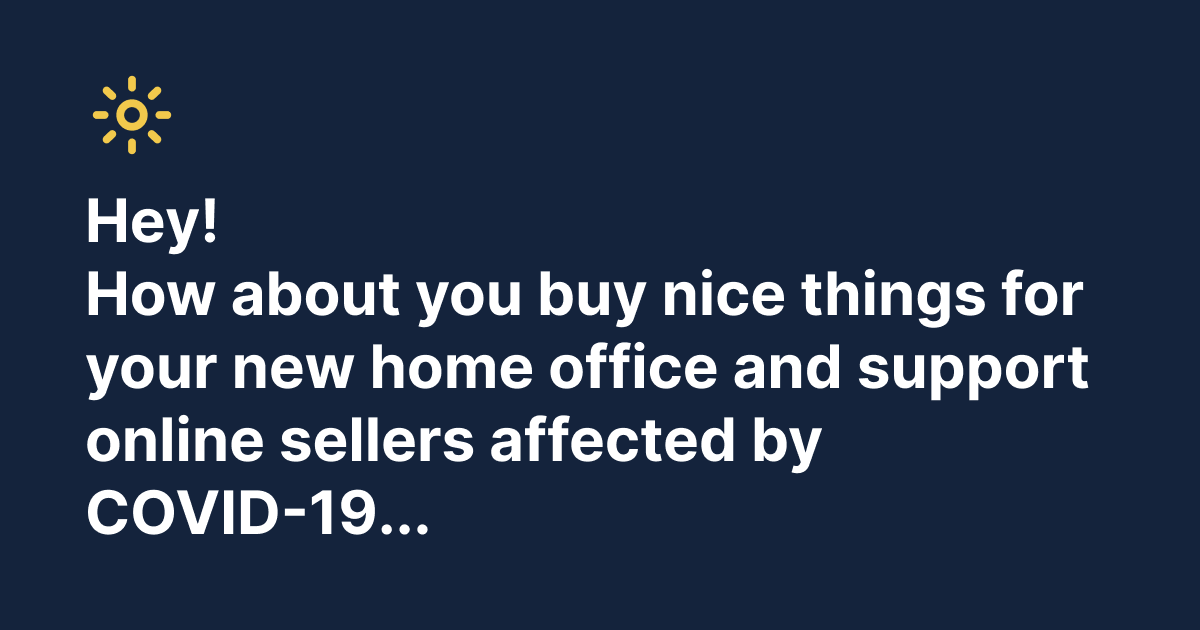 Hey!
How about you buy nice things for
your new home office and support
online sellers affected by
COVID-19...